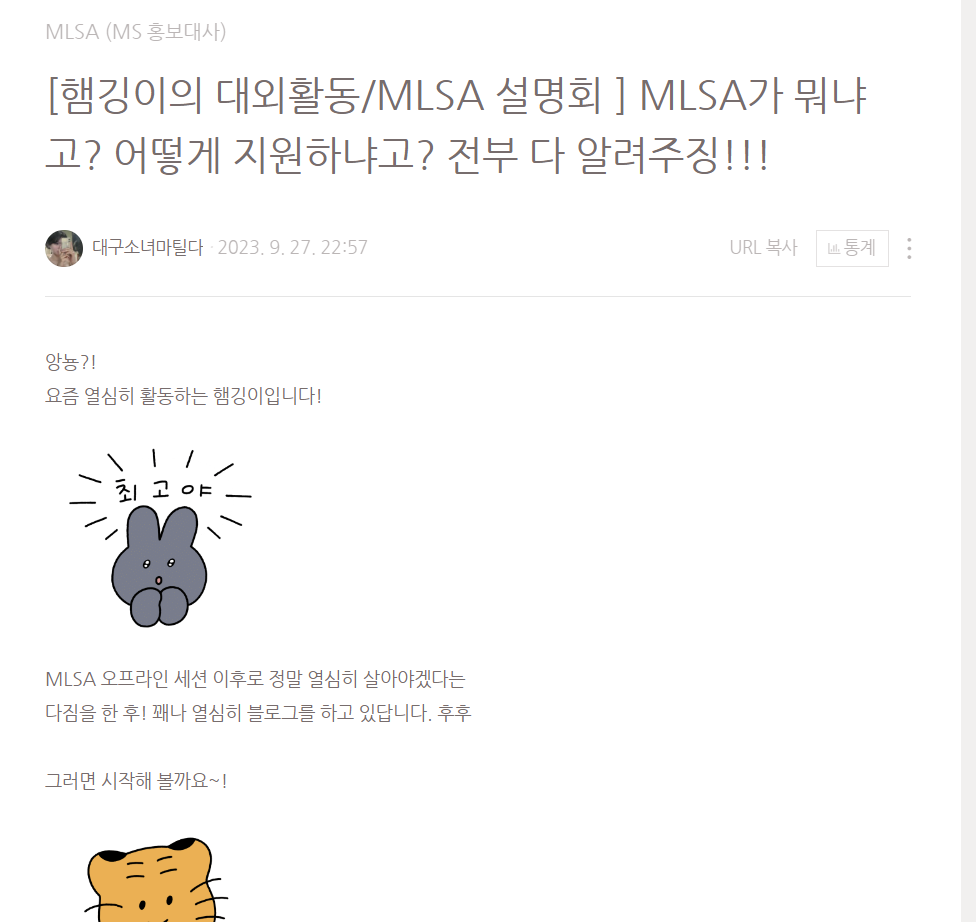 MLSA (MS 홍보대사)
[햄깅이의 대외활동/MLSA 설명회 ] MLSA가 뭐냐
고? 어떻게 지원하냐고? 전부 다 알려주징!!!
대구소녀마틸다 · 2023. 9. 27. 22:57
URL 복사
통계
앙뇽?!
요즘 열심히 활동하는 햄깅이입니다!
최고야
MLSA 오프라인 세션 이후로 정말 열심히 살아야겠다는
다짐을 한 후! 꽤나 열심히 블로그를 하고 있답니다. 후후
그러면 시작해 볼까요~!